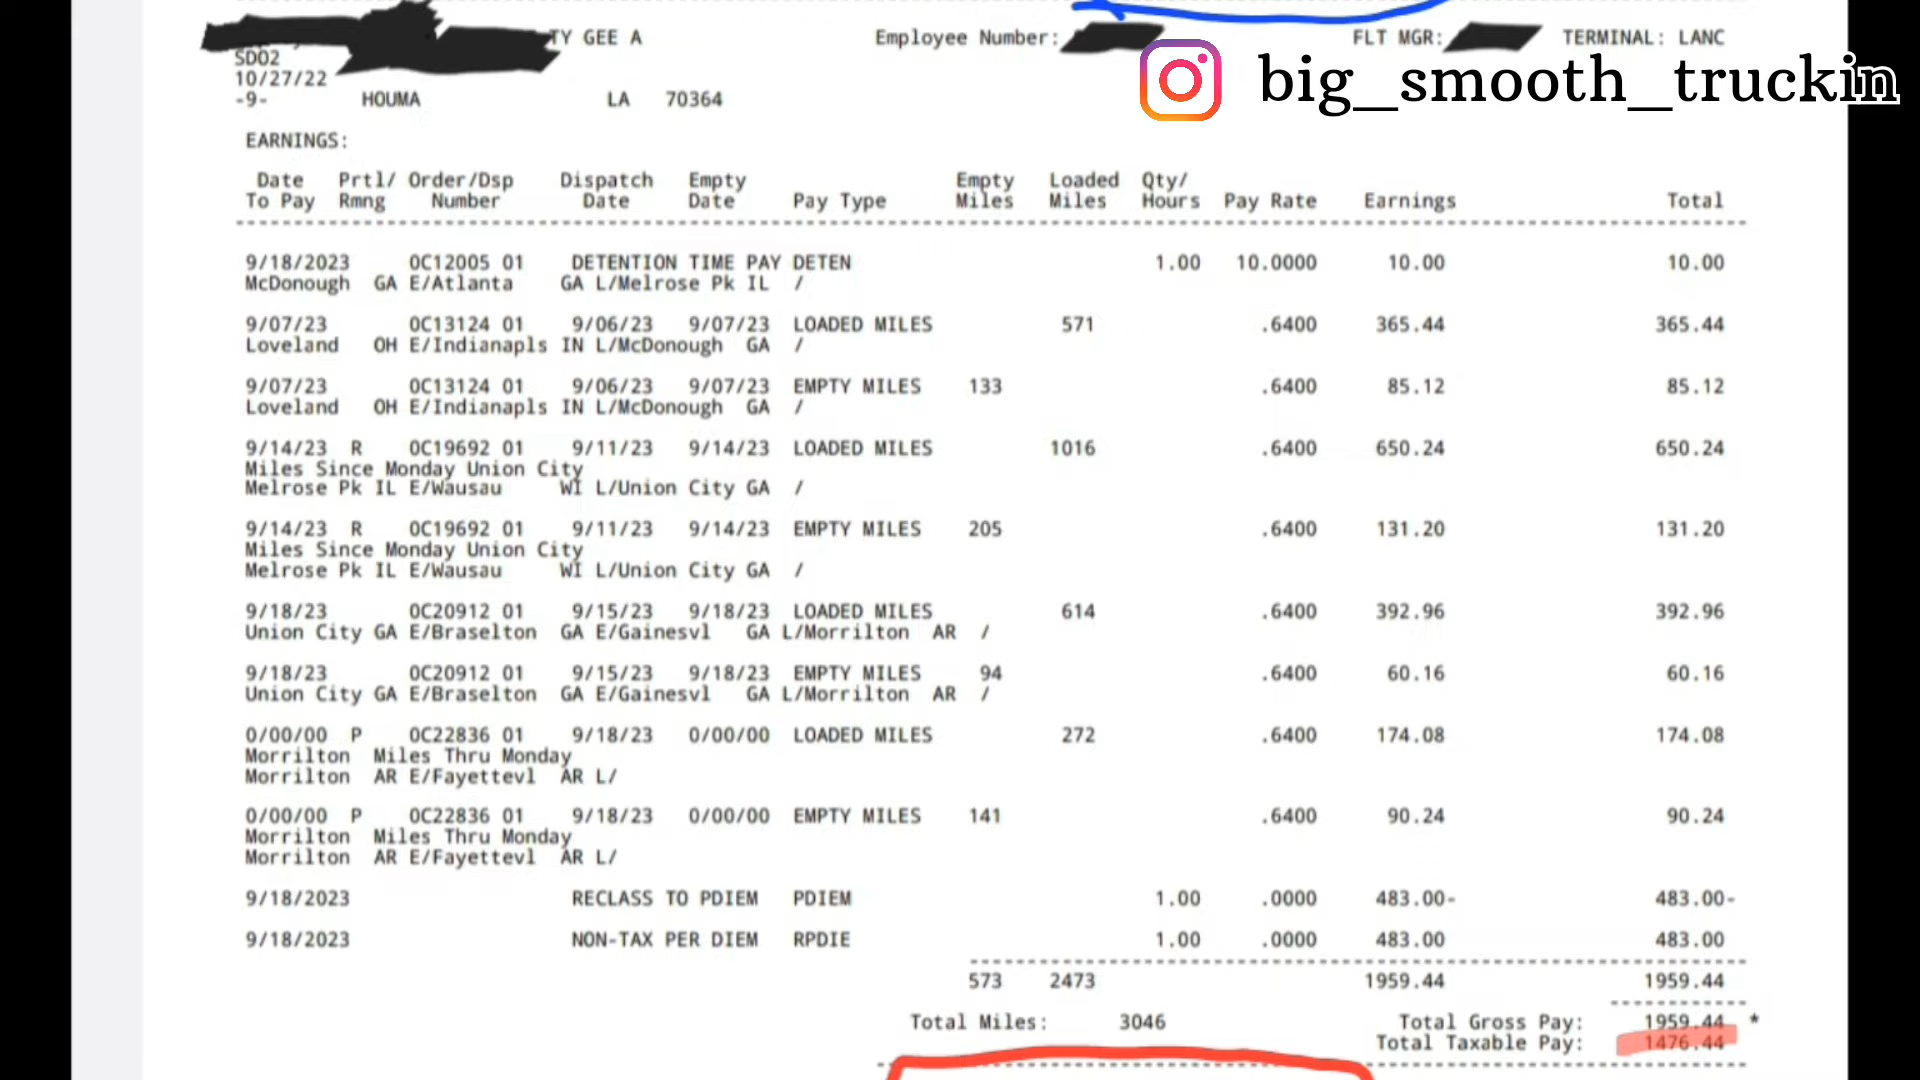 TY GEE A Employee Number: FLT MGR: TERMINAL: LANC
SD02
big_smooth_truckin
10/27/22
-9- HOUMA LA 70364
EARNINGS:
Date Prtl/ Order/Dsp Dispatch Empty Empty Loaded Qty/
To Pay Rmng Number Date Date Pay Type Miles Miles Hours Pay Rate Earnings Total
9/18/2023 0C12005 01 DETENTION TIME PAY DETEN 1.00 10.0000 10.00 10.00
McDonough GA E/Atlanta GA L/Melrose Pk IL /
9/07/23 0C13124 01 9/06/23 9/07/23 LOADED MILES 571 .6400 365.44 365.44
Loveland OH E/Indianapls IN L/McDonough GA /
9/07/23 0C13124 01 9/06/23 9/07/23 EMPTY MILES 133 .6400 85.12 85.12
Loveland OH E/Indianapls IN L/McDonough GA /
9/14/23 R 0C19692 01 9/11/23 9/14/23 LOADED MILES 1016 .6400 650.24 650.24
Miles Since Monday Union City
Melrose Pk IL E/Wausau WI L/Union City GA /
9/14/23 R 0C19692 01 9/11/23 9/14/23 EMPTY MILES 205 .6400 131.20 131.20
Miles Since Monday Union City
Melrose Pk IL E/Wausau WI L/Union City GA /
9/18/23 0C20912 01 9/15/23 9/18/23 LOADED MILES 614 .6400 392.96 392.96
Union City GA E/Braselton GA E/Gainesvl GA L/Morrilton AR /
9/18/23 0C20912 01 9/15/23 9/18/23 EMPTY MILES 94 .6400 60.16 60.16
Union City GA E/Braselton GA E/Gainesvl GA L/Morrilton AR /
0/00/00 P 0C22836 01 9/18/23 0/00/00 LOADED MILES 272 .6400 174.08 174.08
Morrilton Miles Thru Monday
Morrilton AR E/Fayettevl AR L/
0/00/00 P 0C22836 01 9/18/23 0/00/00 EMPTY MILES 141 .6400 90.24 90.24
Morrilton Miles Thru Monday
Morrilton AR E/Fayettevl AR L/
9/18/2023 RECLASS TO PDIEM PDIEM 1.00 .0000 483.00- 483.00-
9/18/2023 NON-TAX PER DIEM RPDIE 1.00 .0000 483.00 483.00
573 2473 1959.44 1959.44
Total Miles: 3046 Total Gross Pay: 1959.44 *
Total Taxable Pay: 1476.44